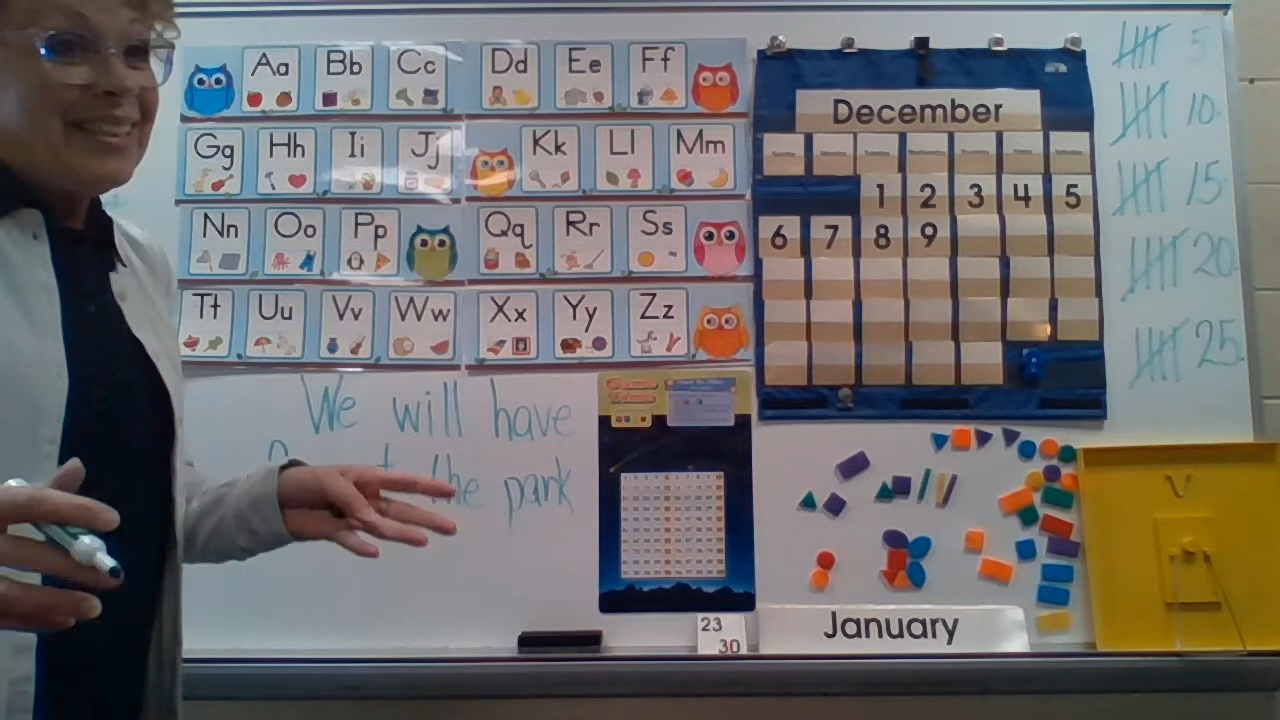 Aa Bb Cc Dd Ee Ff
Gg Hh Ii Jj Kk Ll Mm
Nn Oo Pp Qq Rr Ss
Tt Uu Vv Ww Xx Yy Zz
We will have
the park
December
1 2 3 4 5
6 7 8 9
5
10
15
20
25
23
30
January